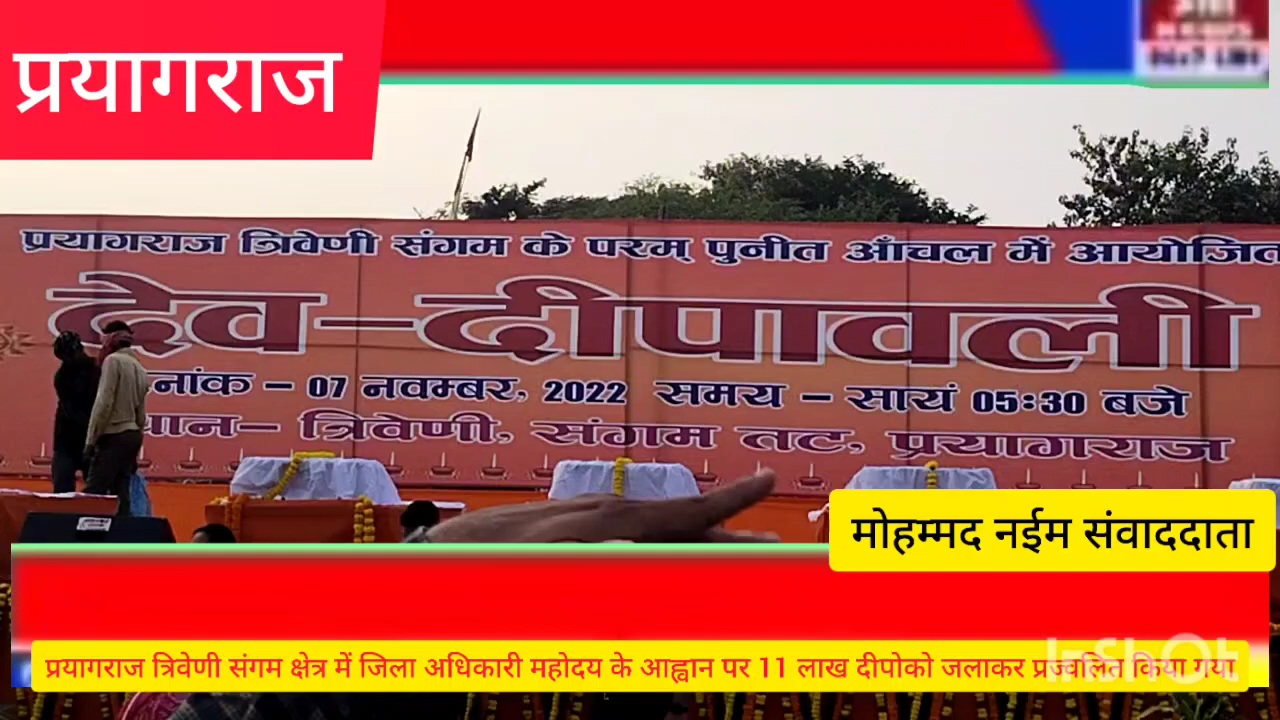 प्रयागराज
प्रयागराज त्रिवेणी संगम के परम् पुनीत आँचल में आयोजित
देव-दीपावली
नांक - 07 नवम्बर, 2022 समय - सायं 05:30 बजे
थान- त्रिवेणी, संगम तट, प्रयागराज
मोहम्मद नईम संवाददाता
प्रयागराज त्रिवेणी संगम क्षेत्र में जिला अधिकारी महोदय के आह्वान पर 11 लाख दीपोको जलाकर प्रज्वलित किया गया
InShOt